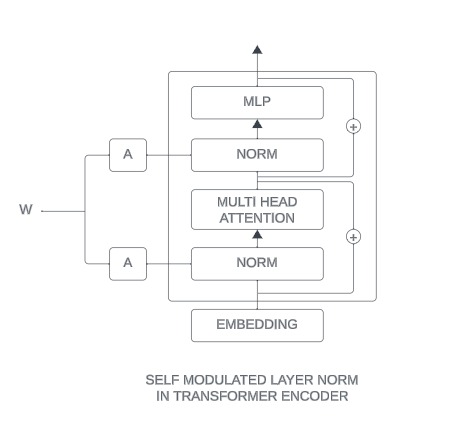 MLP
A
NORM
W
MULTI HEAD
ATTENTION
A
NORM
EMBEDDING
SELF MODULATED LAYER NORM
IN TRANSFORMER ENCODER